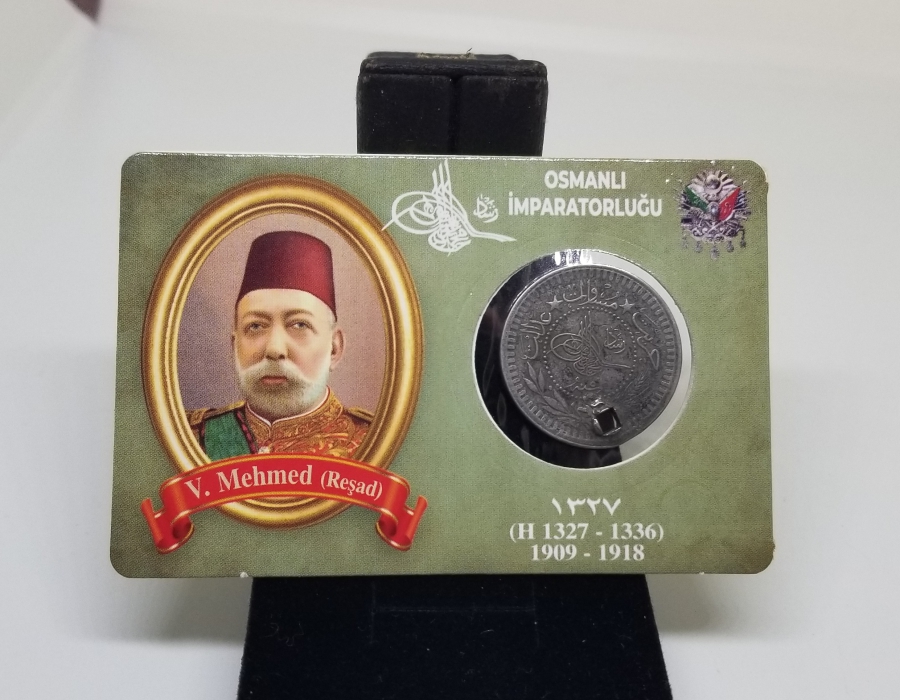 OSMANLI
İMPARATORLUĞU
V. Mehmed (Reşad)
١٣٢٧
(H 1327 - 1336)
1909 - 1918